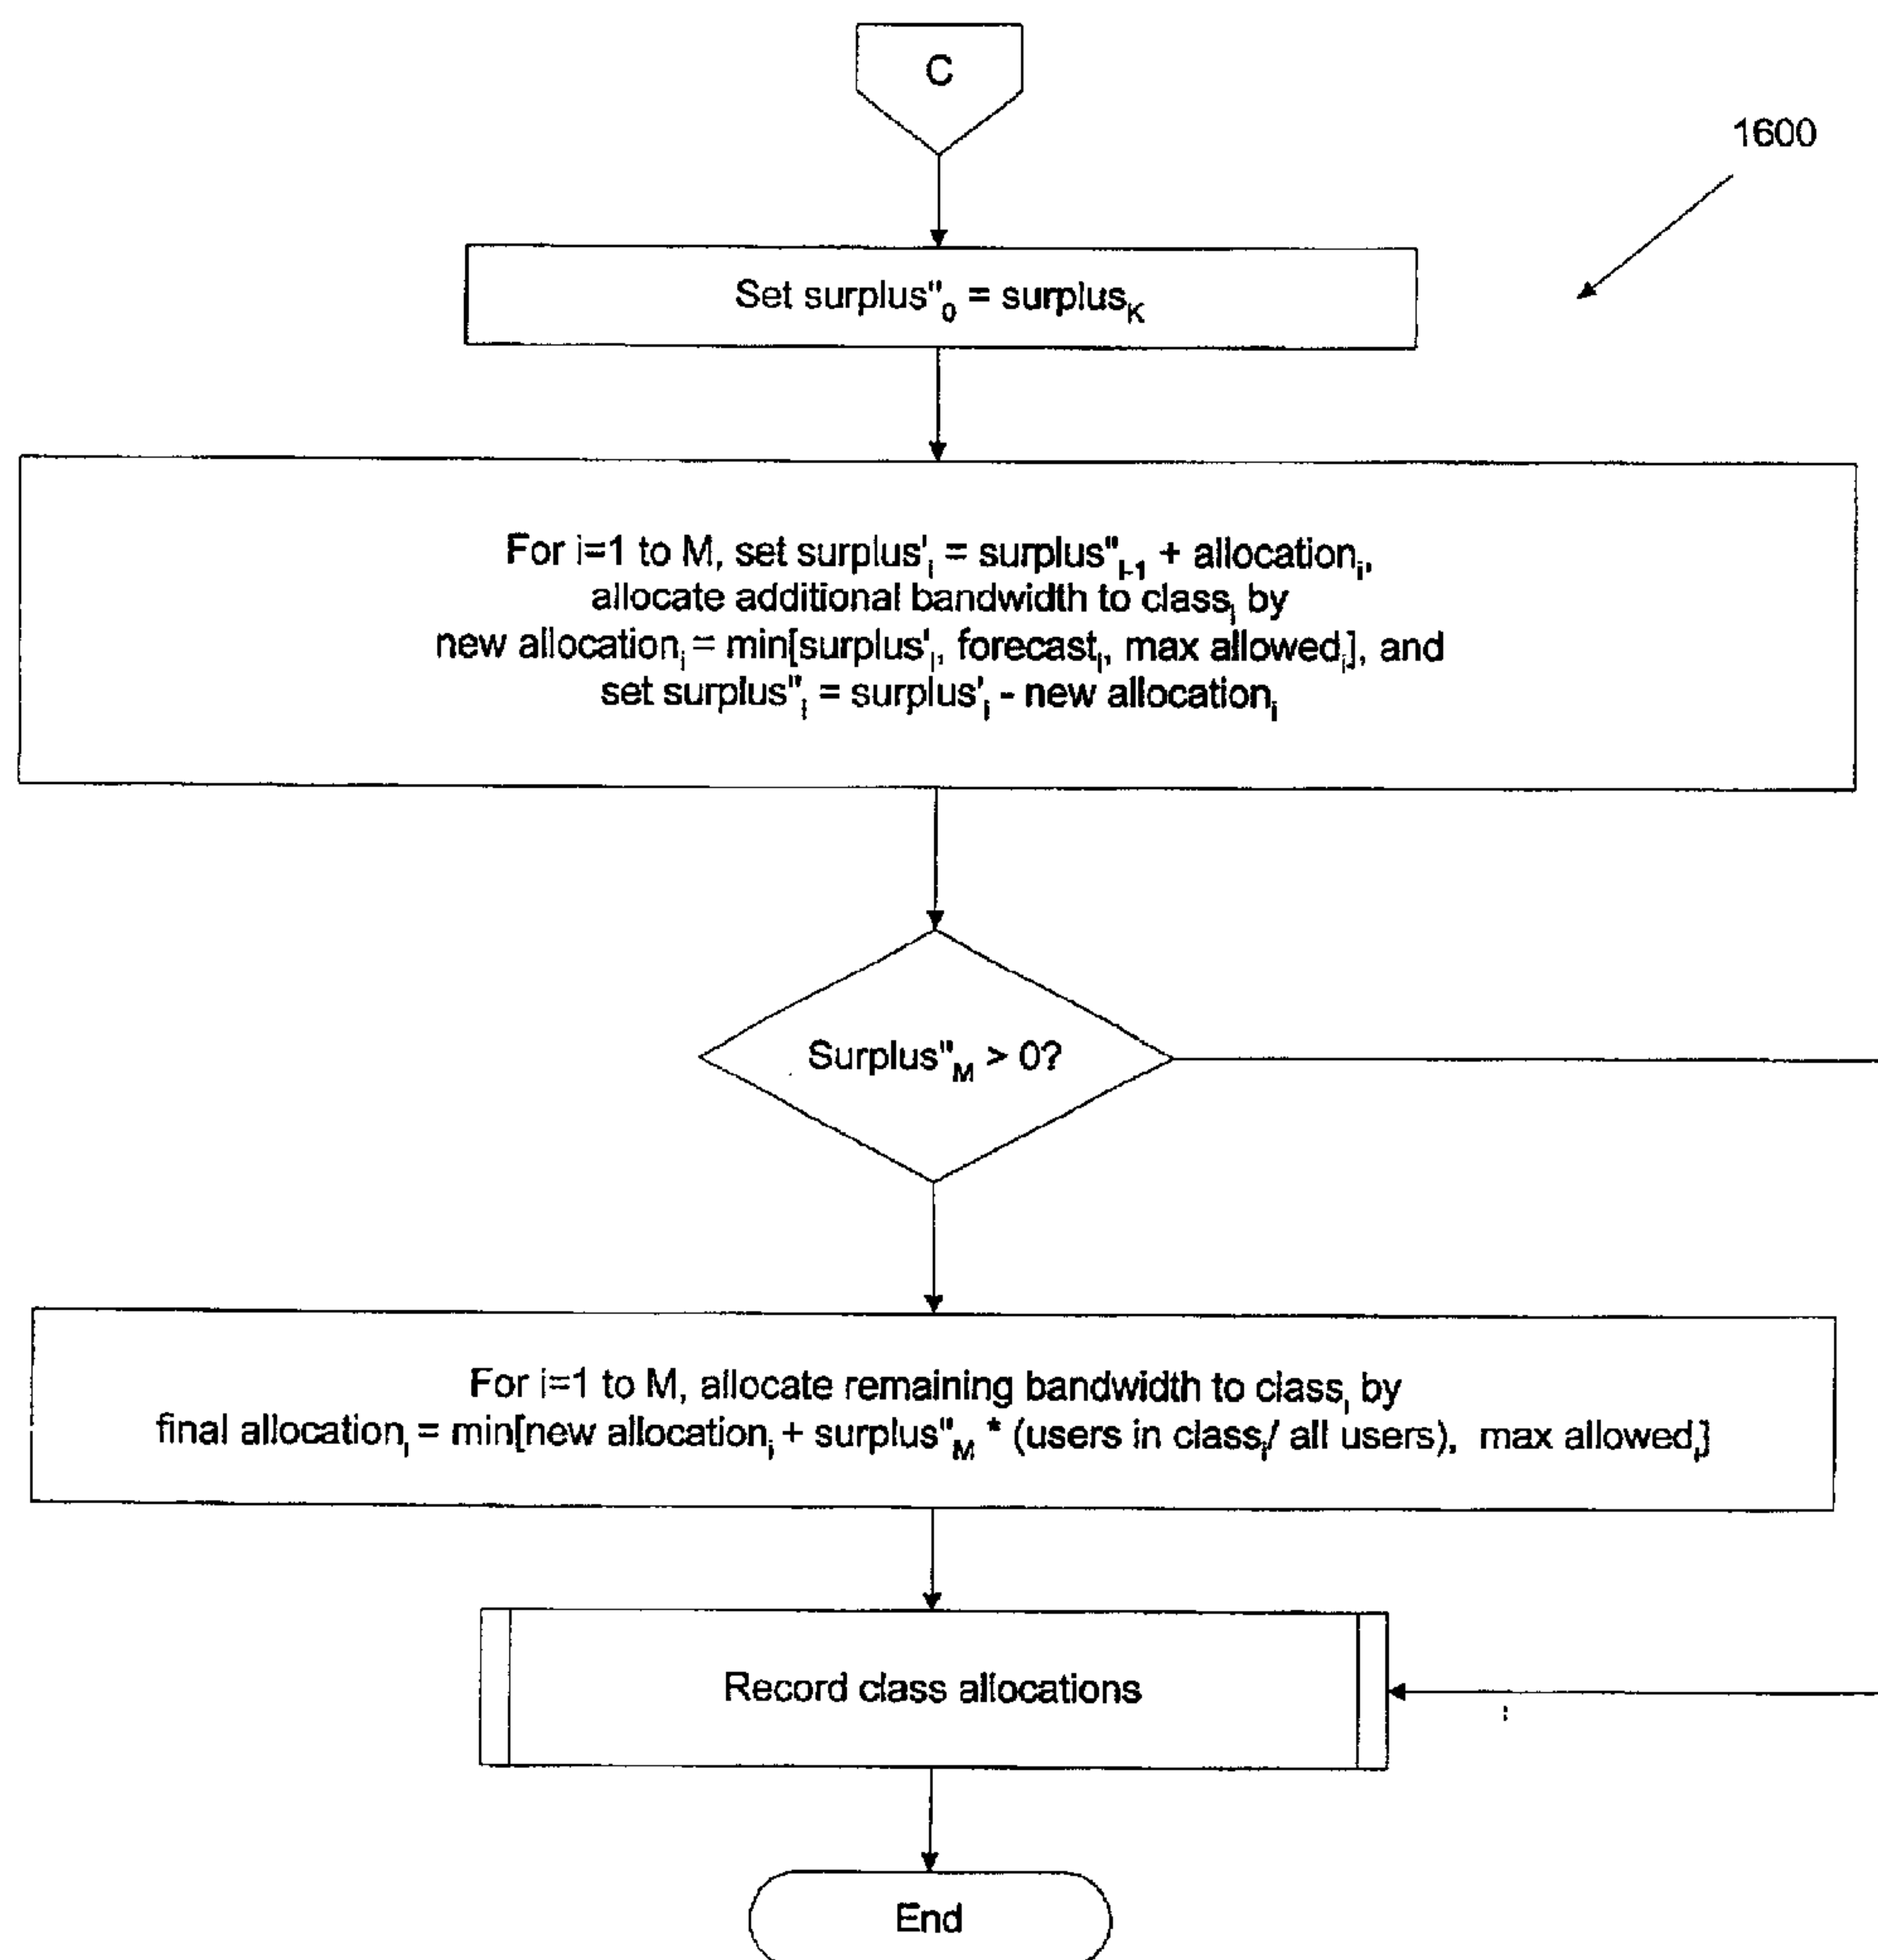 C
1600
Set surplus"₀ = surplusK
For i=1 to M, set surplus'ᵢ = surplus"ᵢ₋₁ + allocationᵢ,
allocate additional bandwidth to classᵢ by
new allocationᵢ = min[surplus'ᵢ, forecastᵢ, max allowedᵢ], and
set surplus"ᵢ = surplus'ᵢ - new allocationᵢ
Surplus"M > 0?
For i=1 to M, allocate remaining bandwidth to classᵢ by
final allocationᵢ = min[new allocationᵢ + surplus"M * (users in classᵢ/ all users), max allowedᵢ]
Record class allocations
End